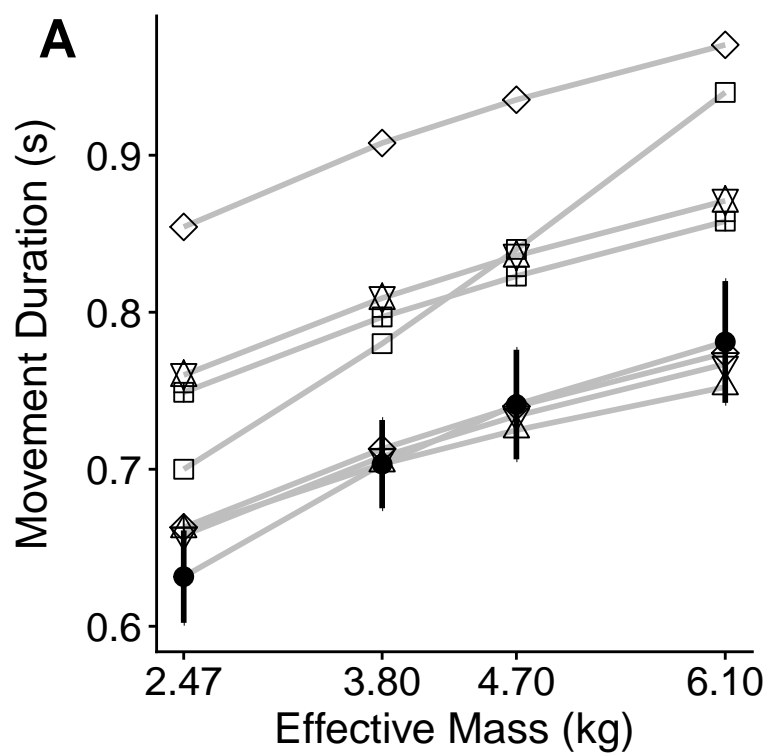 A
Movement Duration (s)
0.9
0.8
0.7
0.6
2.47 3.80 4.70 6.10
Effective Mass (kg)